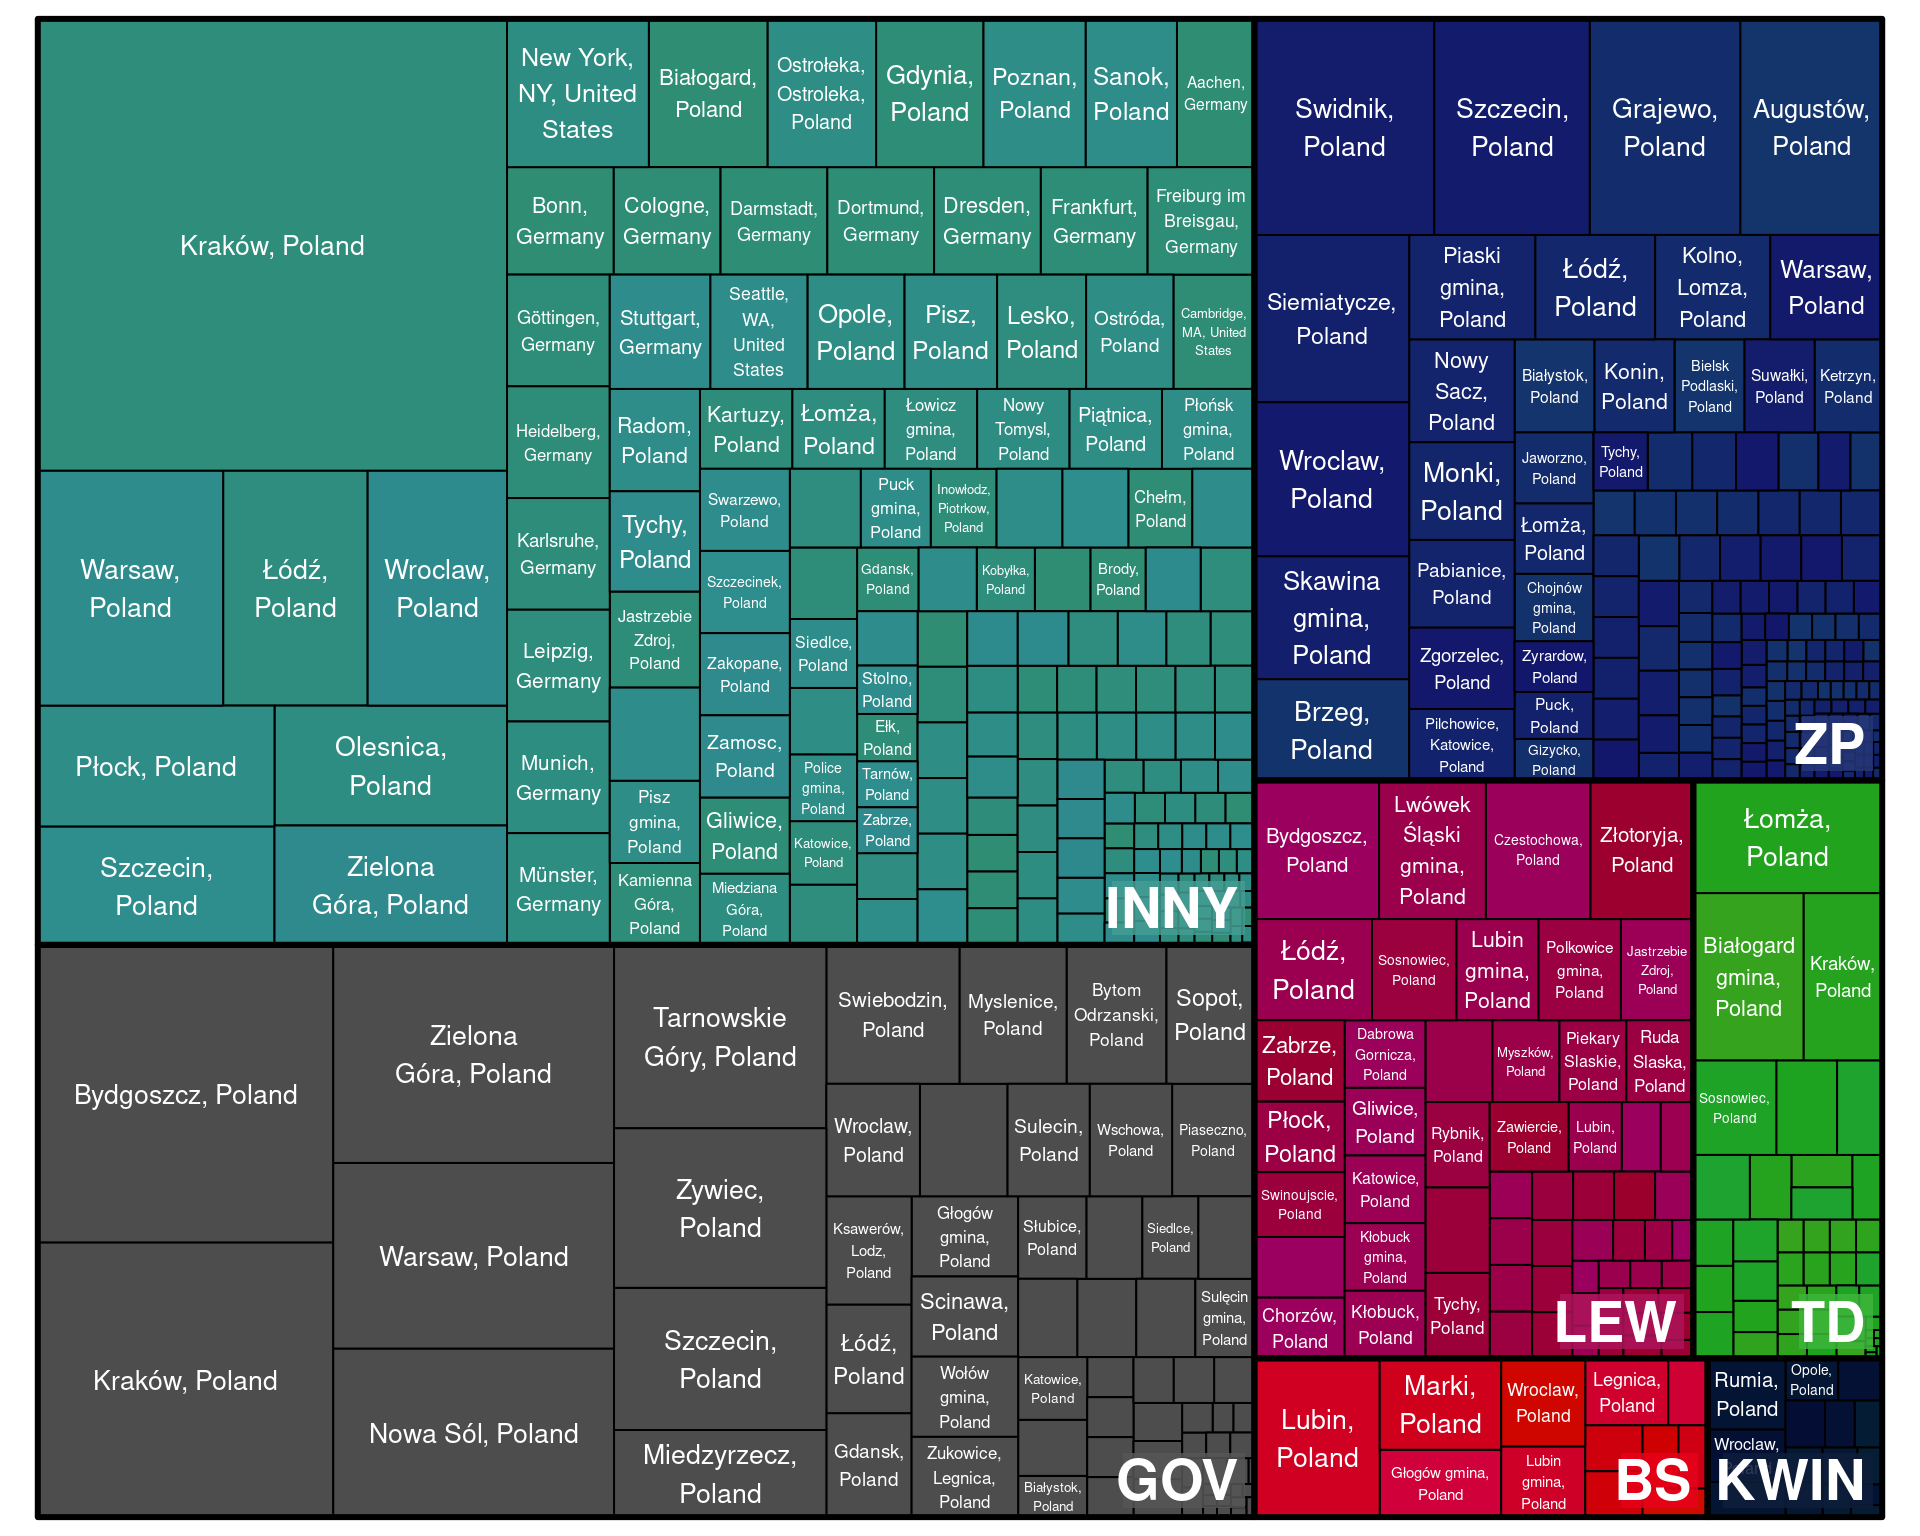 Kraków, Poland
Warsaw,
Poland
Łódź,
Poland
Wroclaw,
Poland
Płock, Poland
Olesnica,
Poland
Szczecin,
Poland
Zielona
Góra, Poland
New York,
NY, United
States
Białogard,
Poland
Ostrołeka,
Ostroleka,
Poland
Gdynia,
Poland
Poznan,
Poland
Sanok,
Poland
Aachen,
Germany
Bonn,
Germany
Cologne,
Germany
Darmstadt,
Germany
Dortmund,
Germany
Dresden,
Germany
Frankfurt,
Germany
Freiburg im
Breisgau,
Germany
Göttingen,
Germany
Heidelberg,
Germany
Karlsruhe,
Germany
Leipzig,
Germany
Munich,
Germany
Münster,
Germany
Stuttgart,
Germany
Seattle,
WA,
United
States
Opole,
Poland
Pisz,
Poland
Lesko,
Poland
Ostróda,
Poland
Cambridge,
MA, United
States
Radom,
Poland
Tychy,
Poland
Jastrzebie
Zdroj,
Poland
Pisz
gmina,
Poland
Kamienna
Góra,
Poland
Kartuzy,
Poland
Łomża,
Poland
Łowicz
gmina,
Poland
Nowy
Tomysl,
Poland
Piątnica,
Poland
Płońsk
gmina,
Poland
Swarzewo,
Poland
Szczecinek,
Poland
Zakopane,
Poland
Zamosc,
Poland
Gliwice,
Poland
Miedziana
Góra,
Poland
Puck
gmina,
Poland
Inowłodz,
Piotrkow,
Poland
Chełm,
Poland
Siedlce,
Poland
Police
gmina,
Poland
Katowice,
Poland
Gdansk,
Poland
Kobyłka,
Poland
Brody,
Poland
Stolno,
Poland
Ełk,
Poland
Tarnów,
Poland
Zabrze,
Poland
INNY
Swidnik,
Poland
Szczecin,
Poland
Grajewo,
Poland
Augustów,
Poland
Siemiatycze,
Poland
Wroclaw,
Poland
Skawina
gmina,
Poland
Brzeg,
Poland
Piaski
gmina,
Poland
Łódź,
Poland
Kolno,
Lomza,
Poland
Warsaw,
Poland
Nowy
Sacz,
Poland
Monki,
Poland
Pabianice,
Poland
Zgorzelec,
Poland
Pilchowice,
Katowice,
Poland
Białystok,
Poland
Konin,
Poland
Bielsk
Podlaski,
Poland
Suwałki,
Poland
Ketrzyn,
Poland
Jaworzno,
Poland
Łomża,
Poland
Chojnów
gmina,
Poland
Zyrardow,
Poland
Puck,
Poland
Gizycko,
Poland
Tychy,
Poland
ZP
Bydgoszcz, Poland
Kraków, Poland
Zielona
Góra, Poland
Warsaw, Poland
Nowa Sól, Poland
Tarnowskie
Góry, Poland
Zywiec,
Poland
Szczecin,
Poland
Miedzyrzecz,
Poland
Swiebodzin,
Poland
Myslenice,
Poland
Bytom
Odrzanski,
Poland
Sopot,
Poland
Wroclaw,
Poland
Sulecin,
Poland
Wschowa,
Poland
Piaseczno,
Poland
Ksawerów,
Lodz,
Poland
Łódź,
Poland
Gdansk,
Poland
Głogów
gmina,
Poland
Scinawa,
Poland
Wołów
gmina,
Poland
Zukowice,
Legnica,
Poland
Słubice,
Poland
Siedlce,
Poland
Sulęcin
gmina,
Poland
Katowice,
Poland
Białystok,
Poland
GOV
Bydgoszcz,
Poland
Lwówek
Śląski
gmina,
Poland
Czestochowa,
Poland
Złotoryja,
Poland
Łódź,
Poland
Sosnowiec,
Poland
Lubin
gmina,
Poland
Polkowice
gmina,
Poland
Jastrzebie
Zdroj,
Poland
Zabrze,
Poland
Płock,
Poland
Swinoujscie,
Poland
Chorzów,
Poland
Dabrowa
Gornicza,
Poland
Gliwice,
Poland
Katowice,
Poland
Kłobuck
gmina,
Poland
Kłobuck,
Poland
Myszków,
Poland
Piekary
Slaskie,
Poland
Ruda
Slaska,
Poland
Rybnik,
Poland
Tychy,
Poland
Zawiercie,
Poland
Lubin,
Poland
LEW
Łomża,
Poland
Białogard
gmina,
Poland
Kraków,
Poland
Sosnowiec,
Poland
TD
Lubin,
Poland
Marki,
Poland
Głogów gmina,
Poland
Wroclaw,
Poland
Lubin
gmina,
Poland
Legnica,
Poland
BS
Rumia,
Poland
Opole,
Poland
Wroclaw,
KWIN